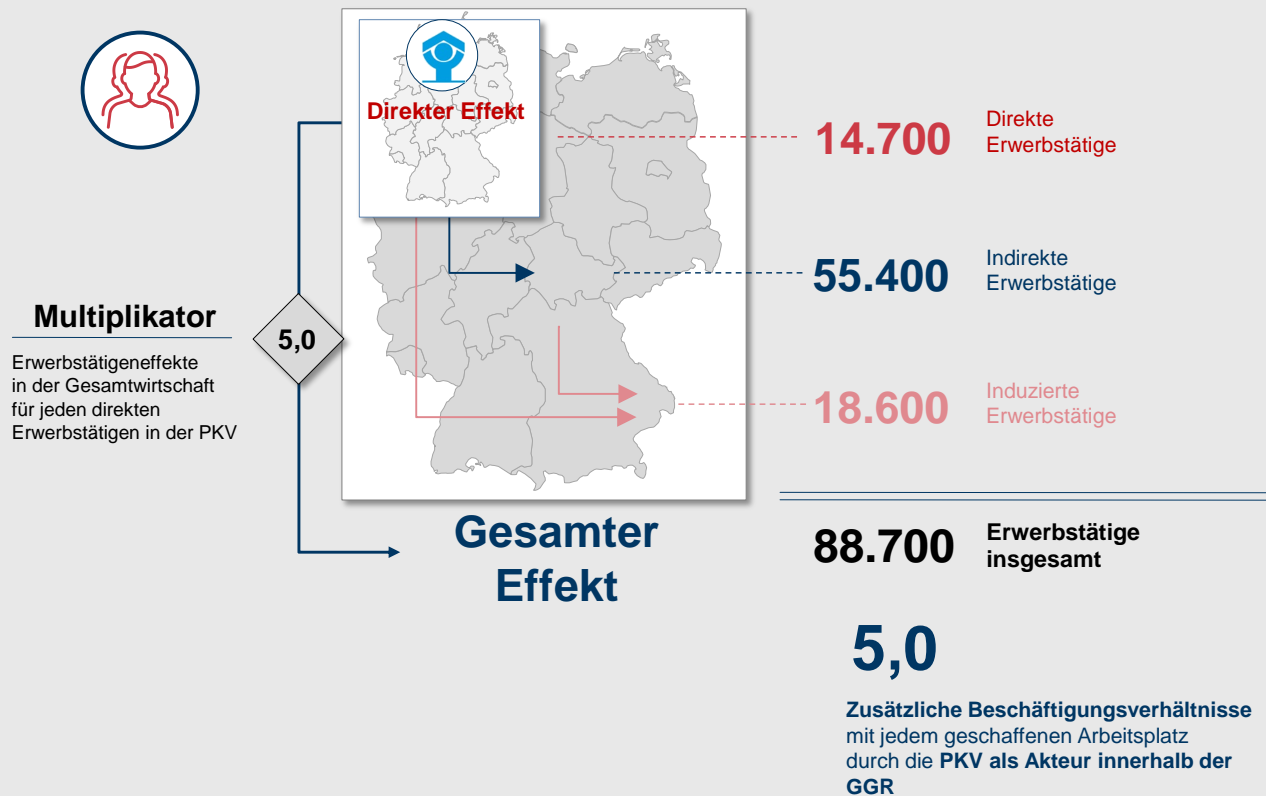 Direkter Effekt
14.700
Direkte
Erwerbstätige
55.400
Indirekte
Erwerbstätige
Multiplikator
5,0
Erwerbstätigeneffekte
in der Gesamtwirtschaft
für jeden direkten
Erwerbstätigen in der PKV
18.600
Induzierte
Erwerbstätige
Gesamter
Effekt
88.700
Erwerbstätige
insgesamt
5,0
Zusätzliche Beschäftigungsverhältnisse
mit jedem geschaffenen Arbeitsplatz
durch die PKV als Akteur innerhalb der
GGR